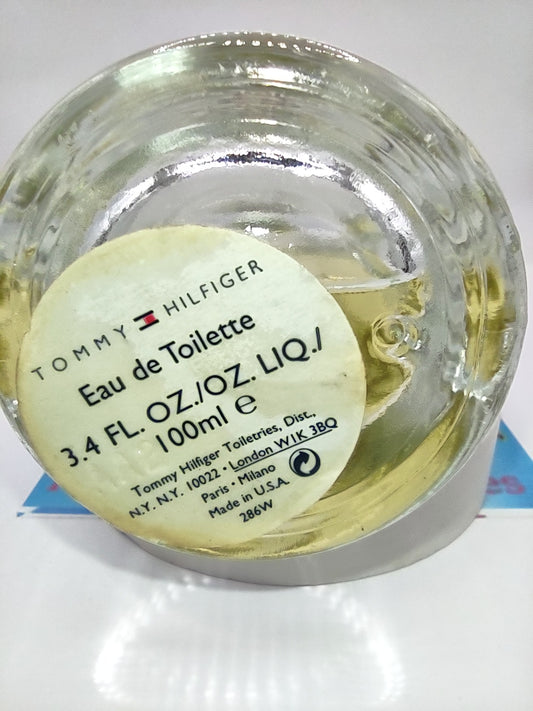 TOMMY HILFIGER
Eau de Toilette
3.4 FL. OZ./OZ. LIQ./
100ml e
Tommy Hilfiger Toiletries, Dist.,
N.Y. N.Y. 10022 • London W1K 3BQ
Paris • Milano
Made in U.S.A.
286W